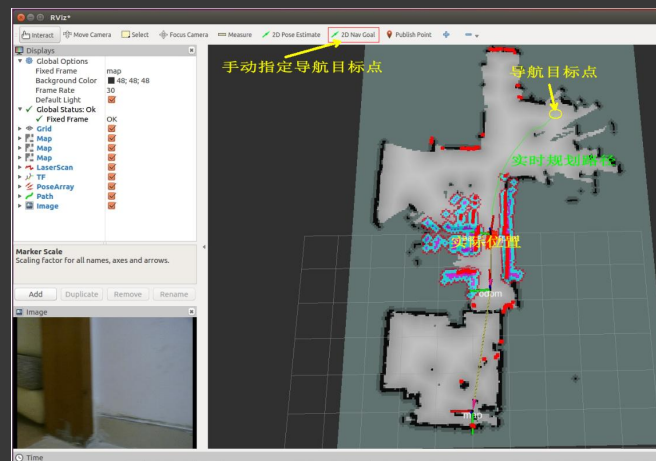 RViz*
Interact Move Camera Select Focus Camera Measure 2D Pose Estimate 2D Nav Goal Publish Point
Displays
Global Options
Fixed Frame map
Background Color 48; 48; 48
Frame Rate 30
Default Light
Global Status: Ok
Fixed Frame OK
Grid
Map
Map
Map
LaserScan
TF
PoseArray
Path
Image
Marker Scale
Scaling factor for all names, axes and arrows.
Add Duplicate Remove Rename
Image
Time
手动指定导航目标点
导航目标点
实时规划路径
实际位置
odom
map